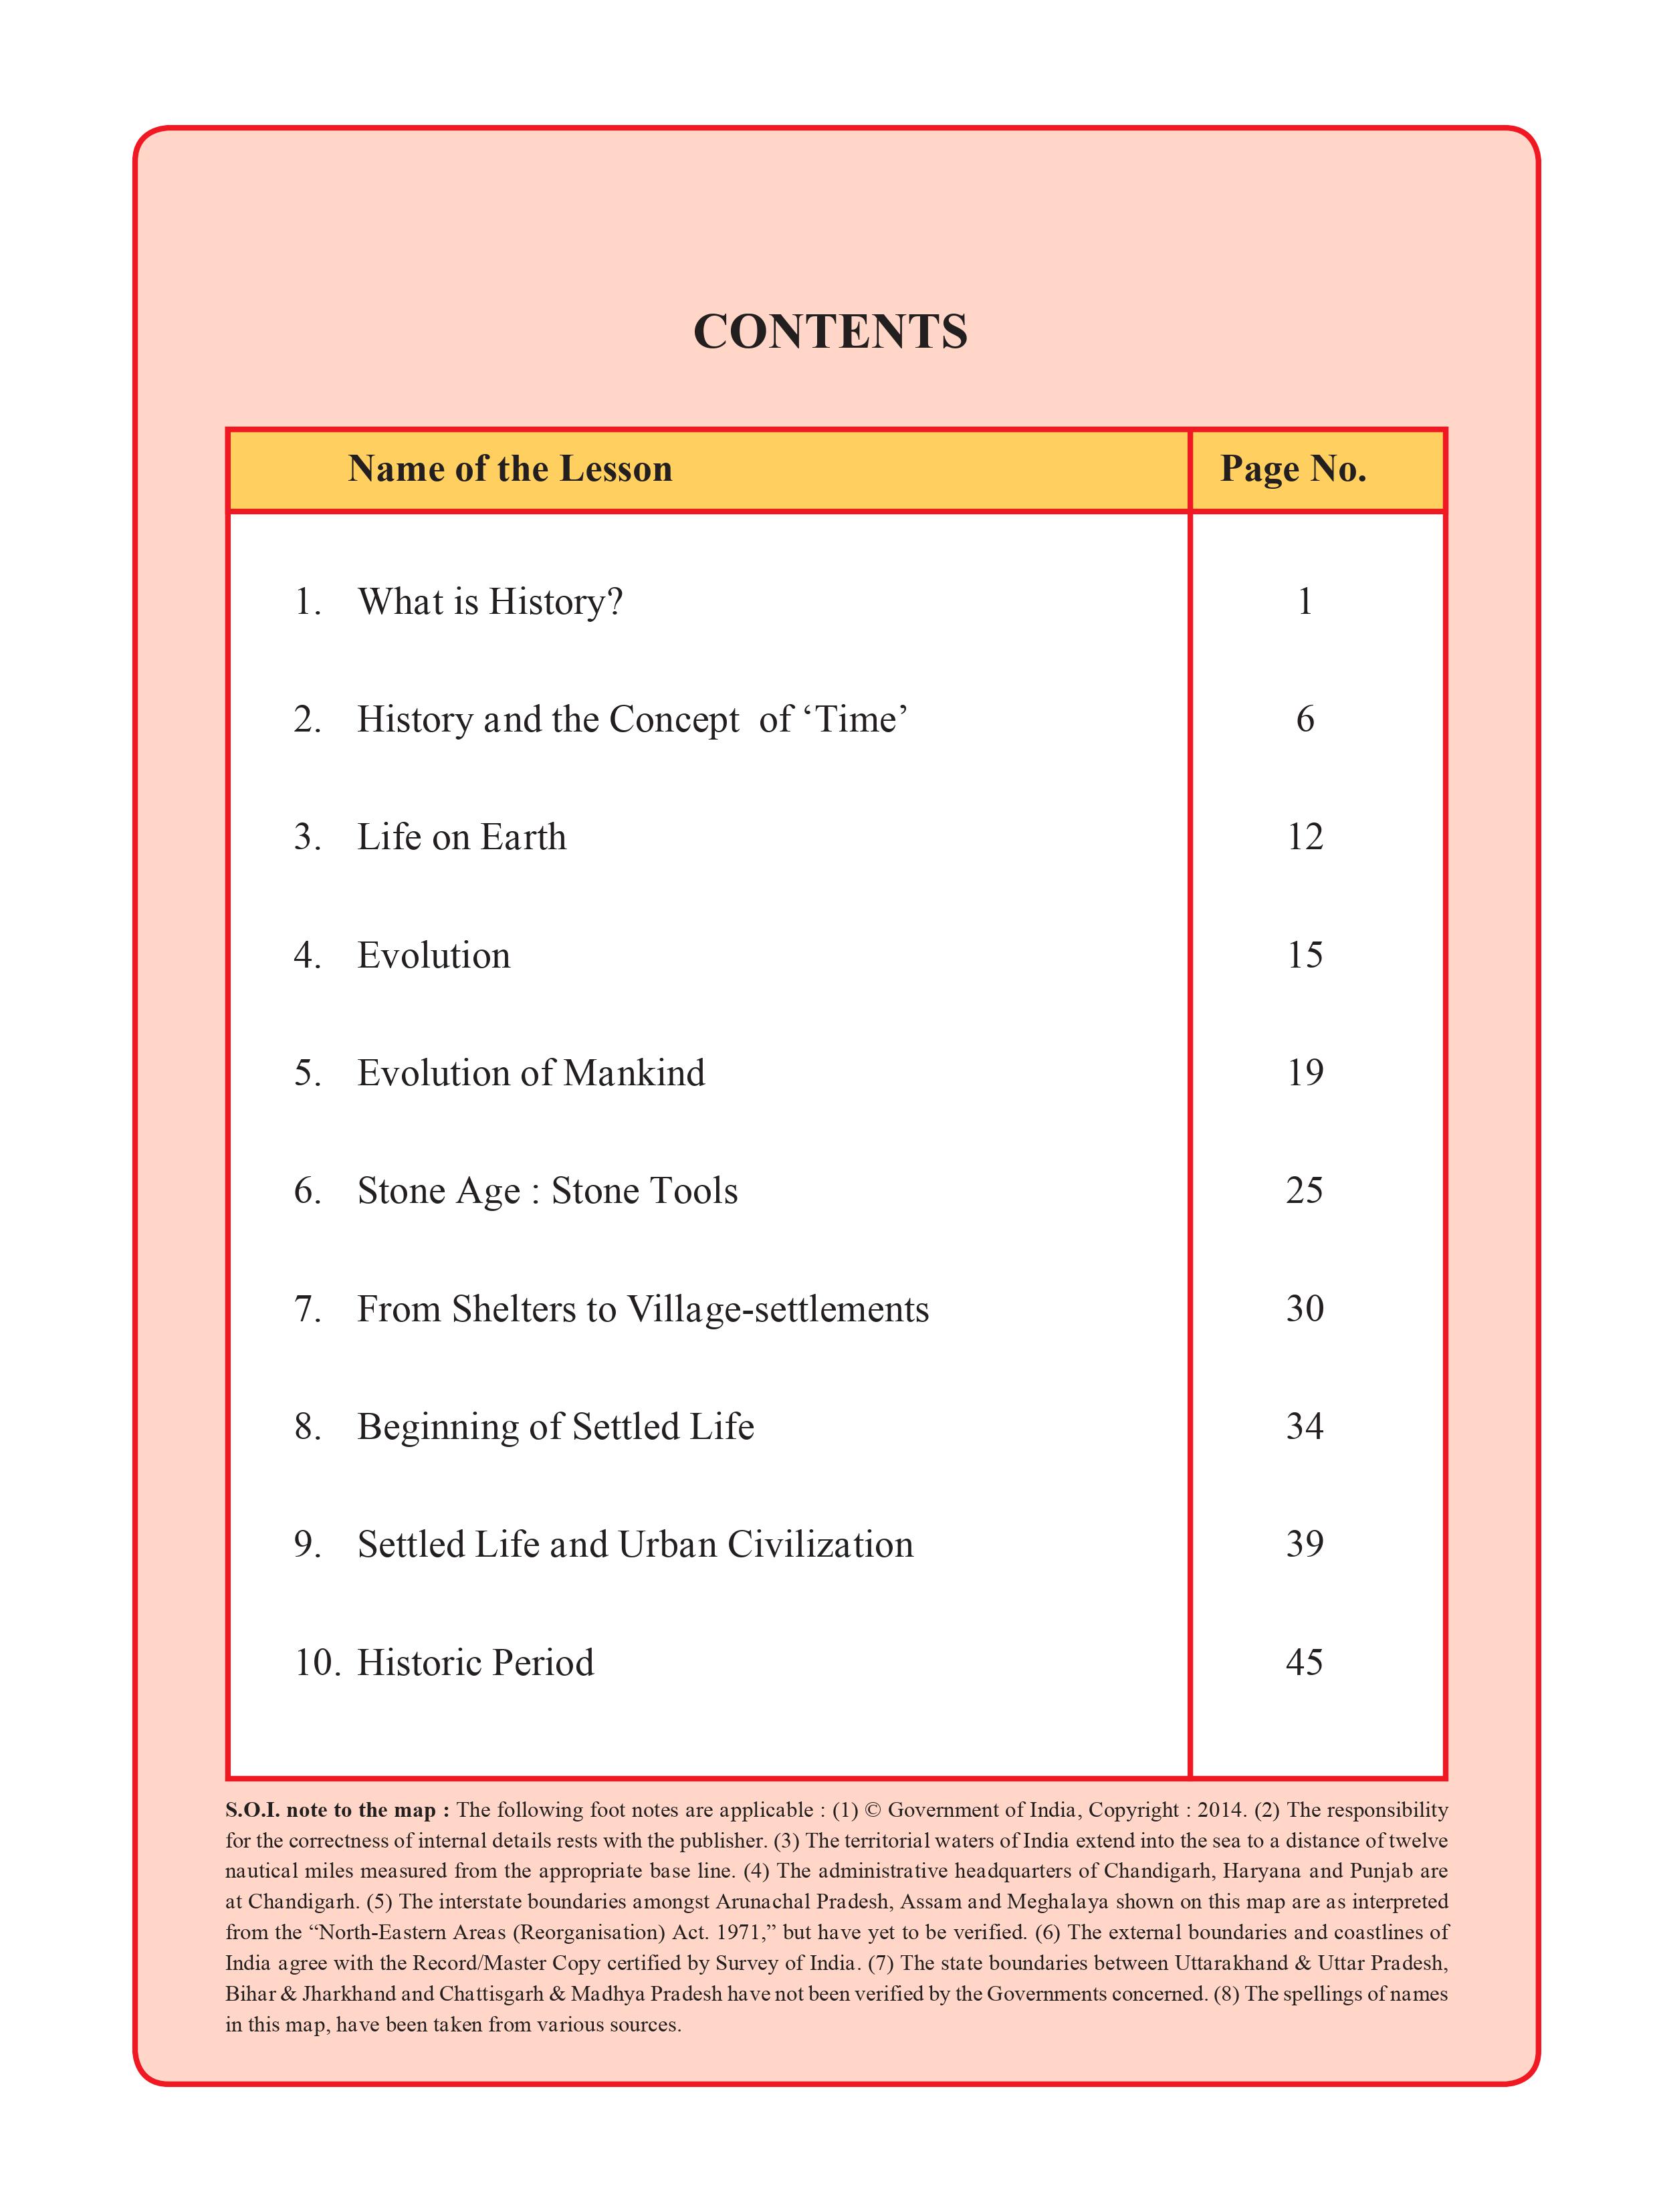 CONTENTS
Name of the Lesson Page No.
1. What is History? 1
2. History and the Concept of ‘Time’ 6
3. Life on Earth 12
4. Evolution 15
5. Evolution of Mankind 19
6. Stone Age : Stone Tools 25
7. From Shelters to Village-settlements 30
8. Beginning of Settled Life 34
9. Settled Life and Urban Civilization 39
10. Historic Period 45
S.O.I. note to the map : The following foot notes are applicable : (1) © Government of India, Copyright : 2014. (2) The responsibility
for the correctness of internal details rests with the publisher. (3) The territorial waters of India extend into the sea to a distance of twelve
nautical miles measured from the appropriate base line. (4) The administrative headquarters of Chandigarh, Haryana and Punjab are
at Chandigarh. (5) The interstate boundaries amongst Arunachal Pradesh, Assam and Meghalaya shown on this map are as interpreted
from the “North-Eastern Areas (Reorganisation) Act. 1971,” but have yet to be verified. (6) The external boundaries and coastlines of
India agree with the Record/Master Copy certified by Survey of India. (7) The state boundaries between Uttarakhand & Uttar Pradesh,
Bihar & Jharkhand and Chattisgarh & Madhya Pradesh have not been verified by the Governments concerned. (8) The spellings of names
in this map, have been taken from various sources.